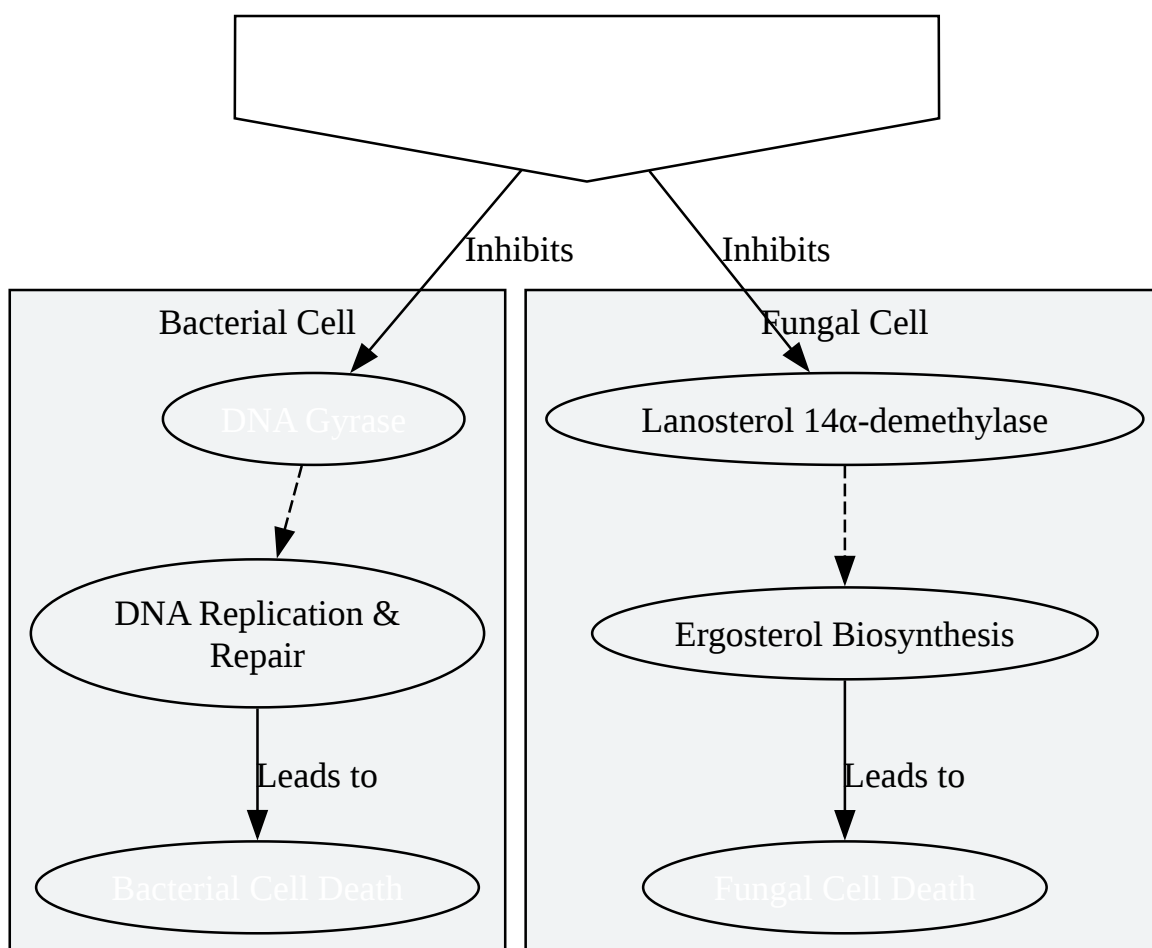 Inhibits
Inhibits
Bacterial Cell
Fungal Cell
DNA Gyrase
Lanosterol 14α-demethylase
DNA Replication &
Repair
Ergosterol Biosynthesis
Leads to
Leads to
Bacterial Cell Death
Fungal Cell Death